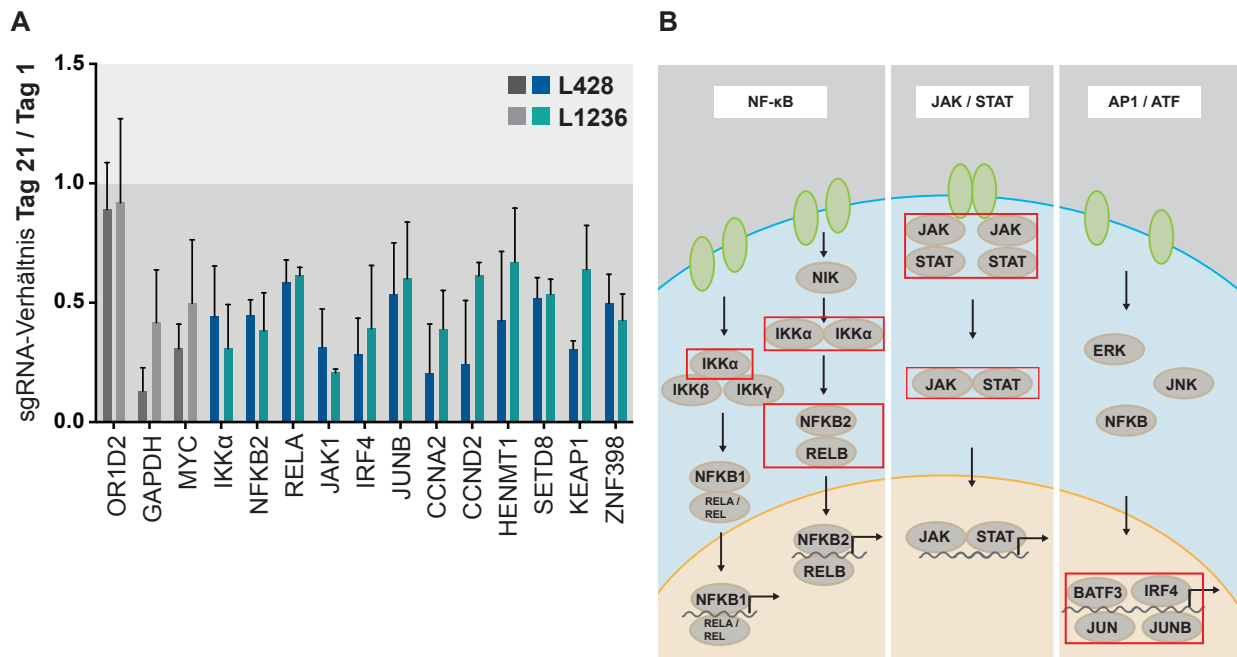 A
sgRNA-Verhältnis Tag 21 / Tag 1
1.5
1.0
0.5
0.0
L428
L1236
OR1D2
GAPDH
MYC
IKKα
NFKB2
RELA
JAK1
IRF4
JUNB
CCNA2
CCND2
HENMT1
SETD8
KEAP1
ZNF398
B
NF-κB
JAK / STAT
AP1 / ATF
NIK
IKKα IKKα
IKKα
IKKβ IKKγ
NFKB2
RELB
NFKB1
RELA /
REL
NFKB2
RELB
NFKB1
RELA /
REL
JAK JAK
STAT STAT
JAK STAT
JAK STAT
ERK
JNK
NFKB
BATF3 IRF4
JUN JUNB